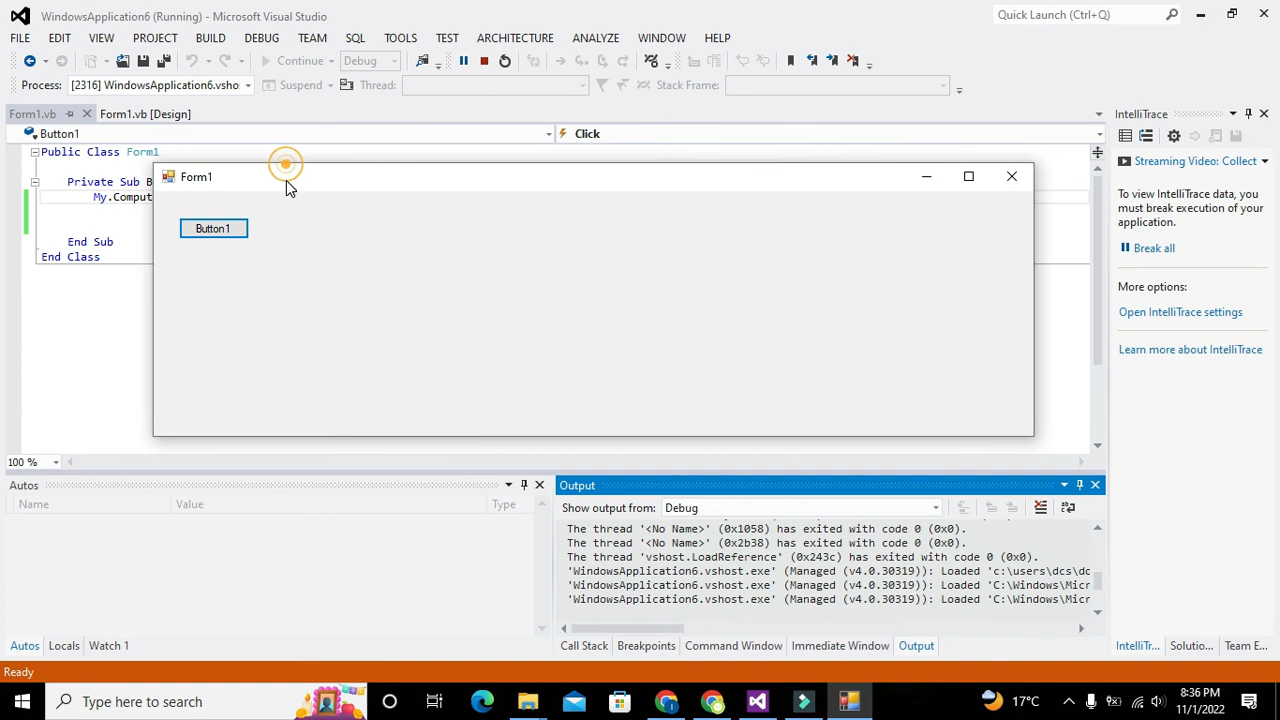 WindowsApplication6 (Running) - Microsoft Visual Studio
Quick Launch (Ctrl+Q)
FILE EDIT VIEW PROJECT BUILD DEBUG TEAM SQL TOOLS TEST ARCHITECTURE ANALYZE WINDOW HELP
Continue Debug
Process: [2316] WindowsApplication6.vsho Suspend Thread: Stack Frame:
Form1.vb Form1.vb [Design]
IntelliTrace
Button1 Click
Public Class Form1
Private Sub B
My.Comput
End Sub
End Class
Form1
Button1
Streaming Video: Collect
To view IntelliTrace data, you
must break execution of your
application.
Break all
More options:
Open IntelliTrace settings
Learn more about IntelliTrace
100 %
Autos
Name Value Type
Output
Show output from: Debug
The thread '<No Name>' (0x1058) has exited with code 0 (0x0).
The thread '<No Name>' (0x2b38) has exited with code 0 (0x0).
The thread 'vshost.LoadReference' (0x243c) has exited with code 0 (0x0).
'WindowsApplication6.vshost.exe' (Managed (v4.0.30319)): Loaded 'c:\users\dcs\do
'WindowsApplication6.vshost.exe' (Managed (v4.0.30319)): Loaded 'C:\Windows\Micr
'WindowsApplication6.vshost.exe' (Managed (v4.0.30319)): Loaded 'C:\Windows\Micr
Autos Locals Watch 1
Call Stack Breakpoints Command Window Immediate Window Output
IntelliTr... Solutio... Team E...
Ready
Type here to search
17°C
8:36 PM
11/1/2022